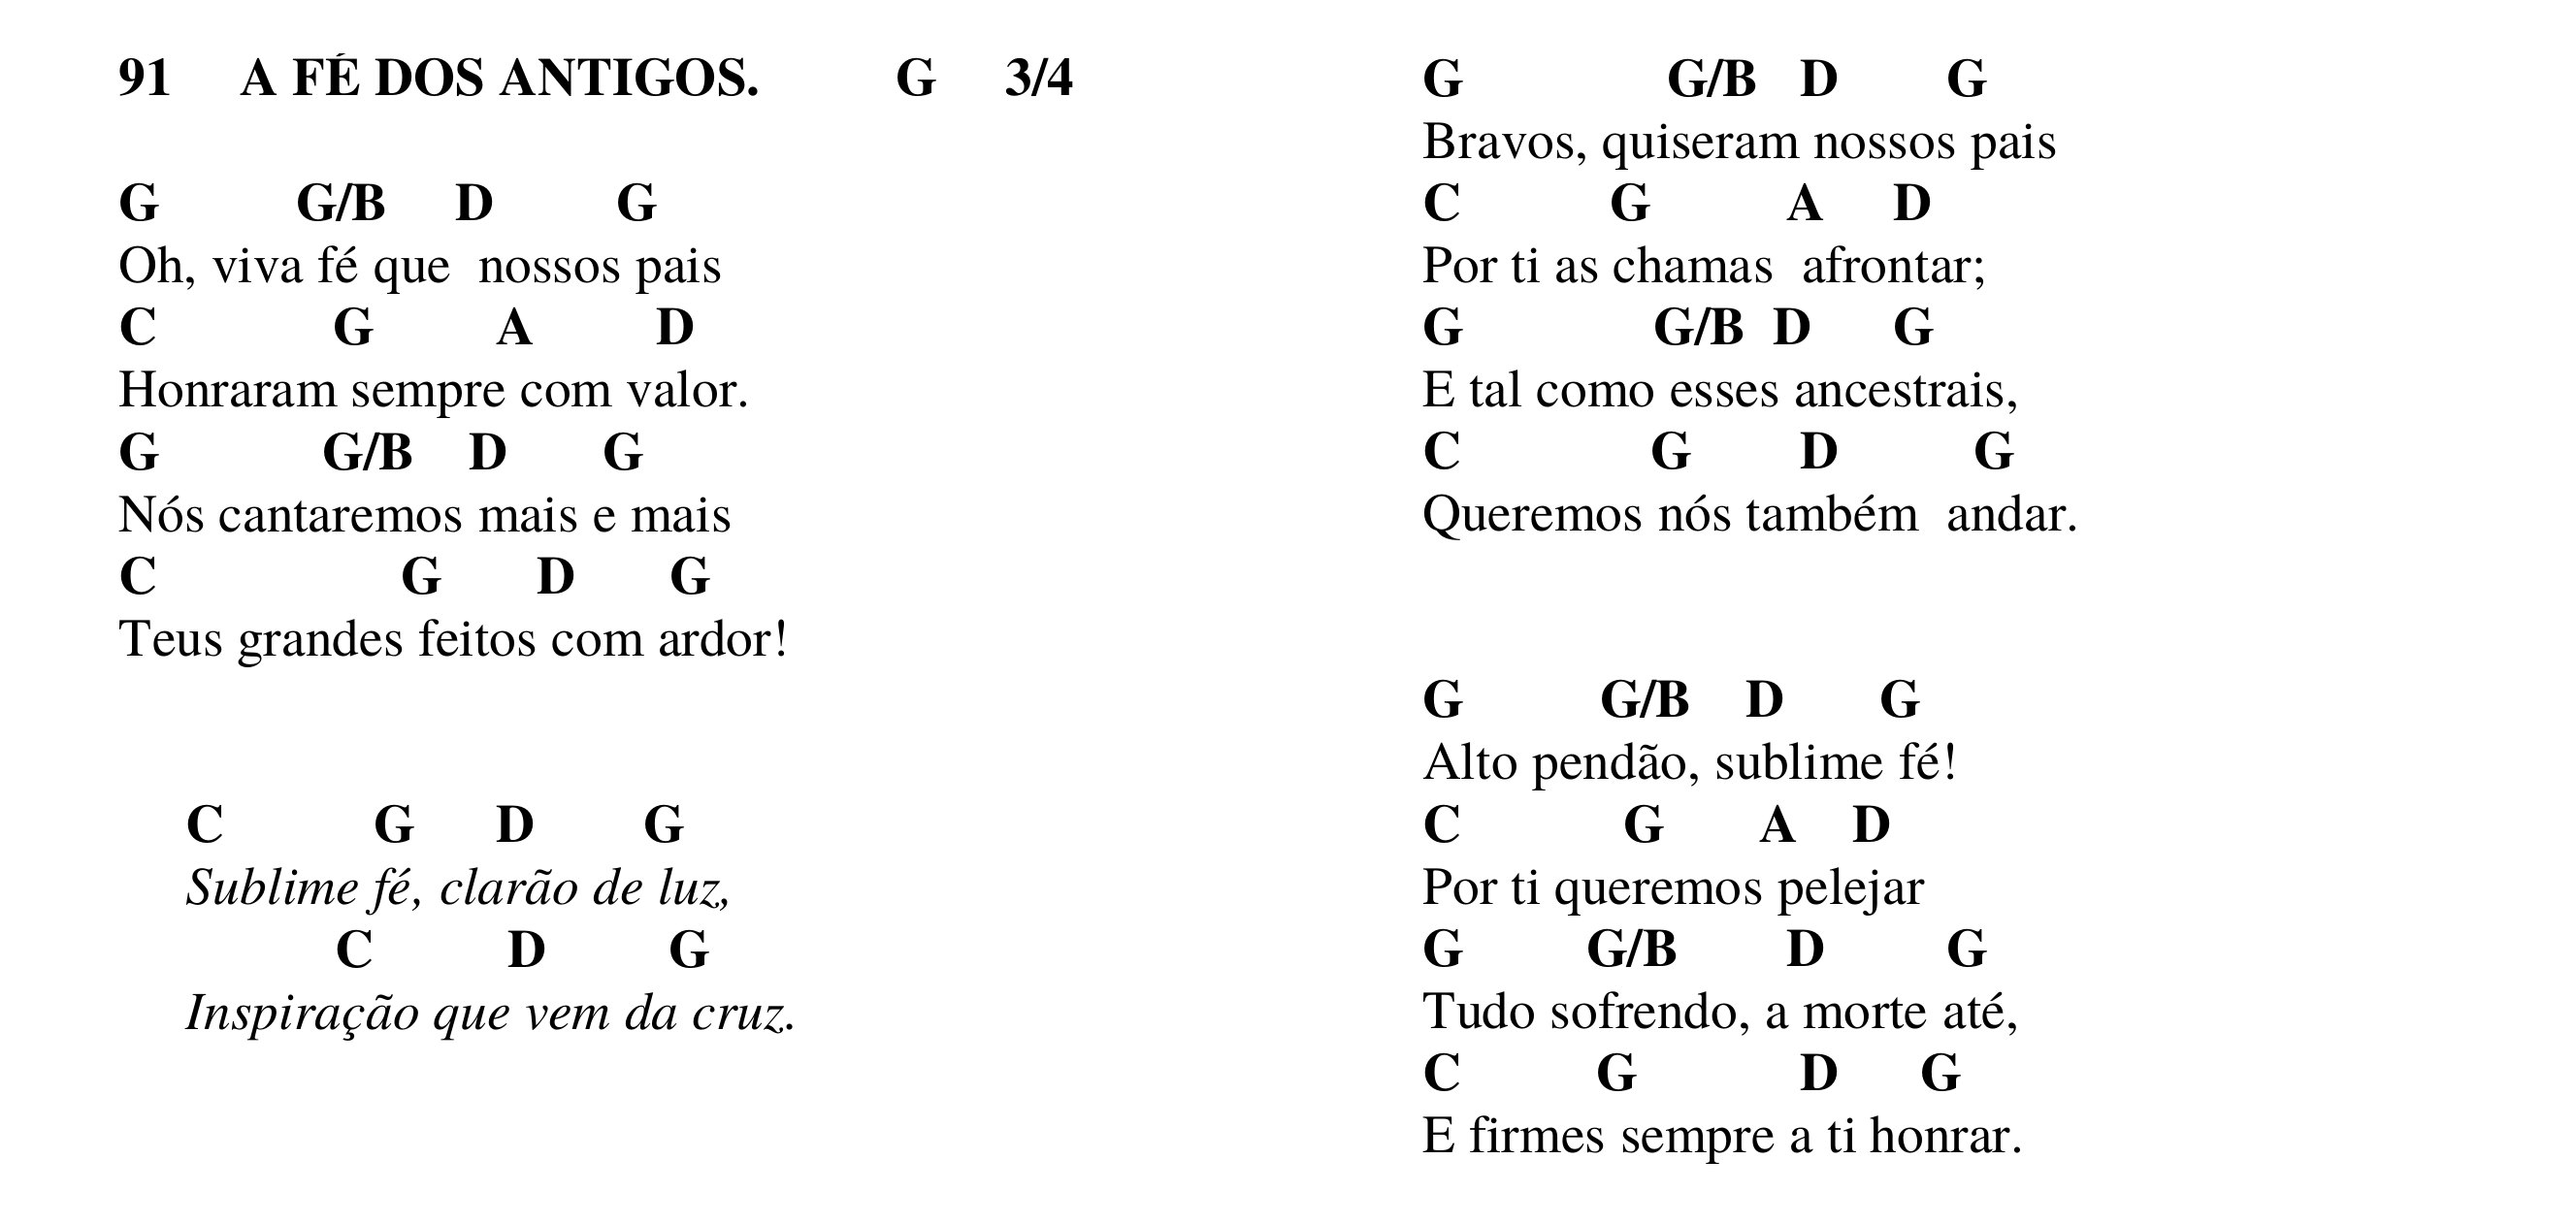 91 A FÉ DOS ANTIGOS. G 3/4
G G/B D G
Oh, viva fé que nossos pais
C G A D
Honraram sempre com valor.
G G/B D G
Nós cantaremos mais e mais
C G D G
Teus grandes feitos com ardor!
C G D G
Sublime fé, clarão de luz,
C D G
Inspiração que vem da cruz.
G G/B D G
Bravos, quiseram nossos pais
C G A D
Por ti as chamas afrontar;
G G/B D G
E tal como esses ancestrais,
C G D G
Queremos nós também andar.
G G/B D G
Alto pendão, sublime fé!
C G A D
Por ti queremos pelejar
G G/B D G
Tudo sofrendo, a morte até,
C G D G
E firmes sempre a ti honrar.